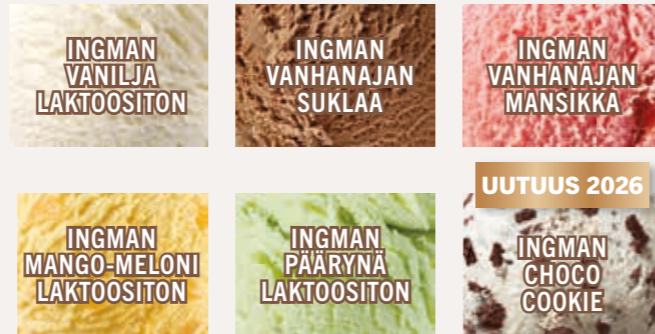 INGMAN
VANILJA
LAKTOOSITON
INGMAN
VANHANAJAN
SUKLAA
INGMAN
VANHANAJAN
MANSIKKA
INGMAN
MANGO-MELONI
LAKTOOSITON
INGMAN
PÄÄRYNÄ
LAKTOOSITON
UUTUUS 2026
INGMAN
CHOCO
COOKIE